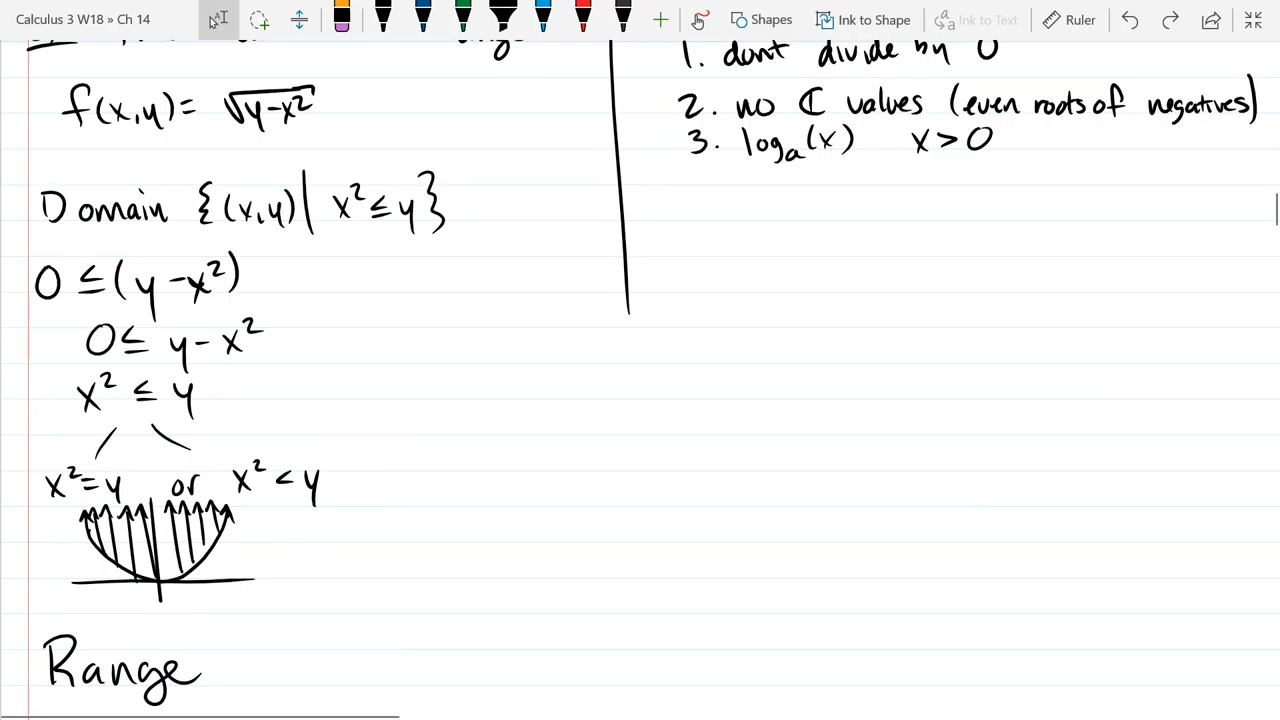 Calculus 3 W18 » Ch 14
Shapes
Ink to Shape
Ink to Text
Ruler
f(x,y)= √y-x²
Domain {(x,y)| x² ≤ y}
0 ≤ (y-x²)
0 ≤ y-x²
x² ≤ y
x²=y or x² < y
Range
1. dont divide by 0
2. no ℂ values (even roots of negatives)
3. logₐ(x) x > 0